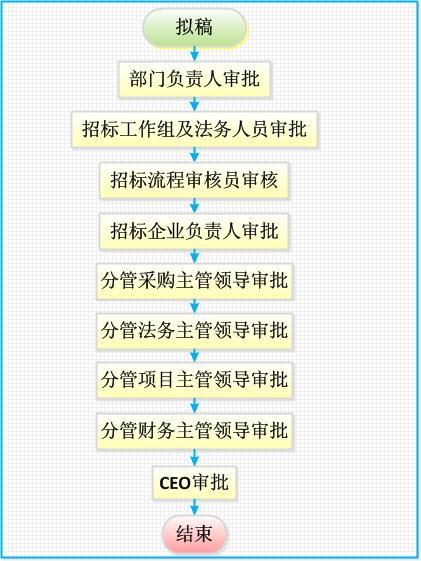 拟稿
部门负责人审批
招标工作组及法务人员审批
招标流程审核员审核
招标企业负责人审批
分管采购主管领导审批
分管法务主管领导审批
分管项目主管领导审批
分管财务主管领导审批
CEO审批
结束